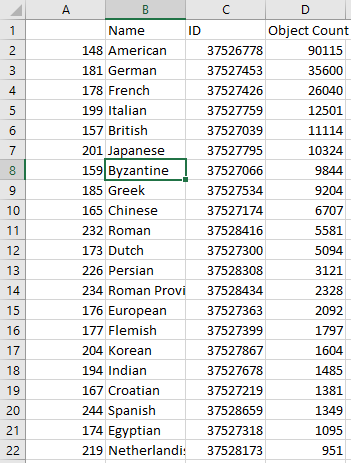 A B C D
1 Name ID Object Count
2 148 American 37526778 90115
3 181 German 37527453 35600
4 178 French 37527426 26040
5 199 Italian 37527759 12501
6 157 British 37527039 11114
7 201 Japanese 37527795 10324
8 159 Byzantine 37527066 9844
9 185 Greek 37527534 9204
10 165 Chinese 37527174 6707
11 232 Roman 37528416 5581
12 173 Dutch 37527300 5094
13 226 Persian 37528308 3121
14 234 Roman Provi 37528434 2328
15 176 European 37527363 2092
16 177 Flemish 37527399 1797
17 204 Korean 37527867 1604
18 194 Indian 37527678 1485
19 167 Croatian 37527219 1381
20 244 Spanish 37528659 1349
21 174 Egyptian 37527318 1095
22 219 Netherlandis 37528173 951